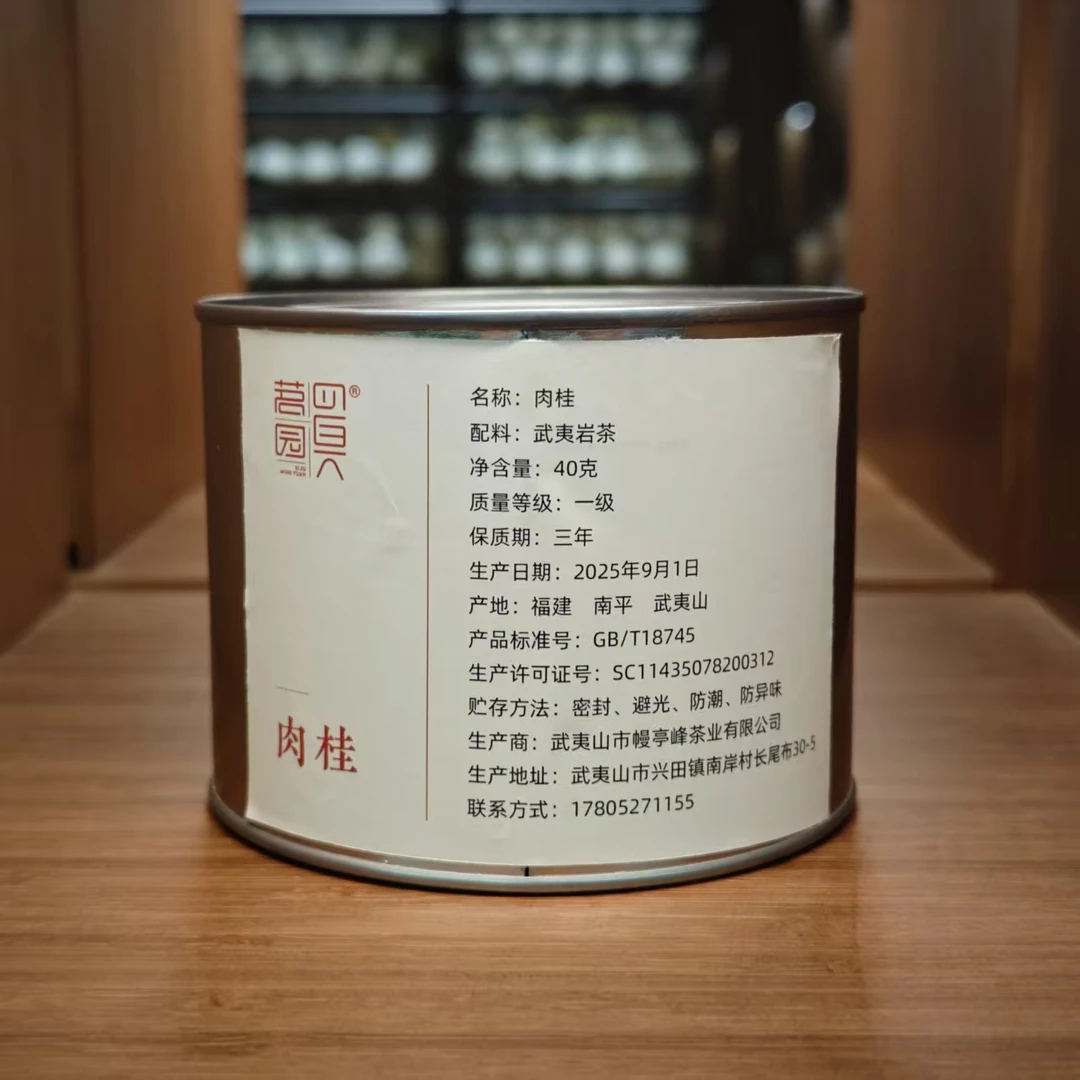 四具茗园®
SI JU
MING YUAN
肉桂
名称：肉桂
配料：武夷岩茶
净含量：40克
质量等级：一级
保质期：三年
生产日期：2025年9月1日
产地：福建 南平 武夷山
产品标准号：GB/T18745
生产许可证号：SC11435078200312
贮存方法：密封、避光、防潮、防异味
生产商：武夷山市幔亭峰茶业有限公司
生产地址：武夷山市兴田镇南岸村长尾布30-5
联系方式：17805271155